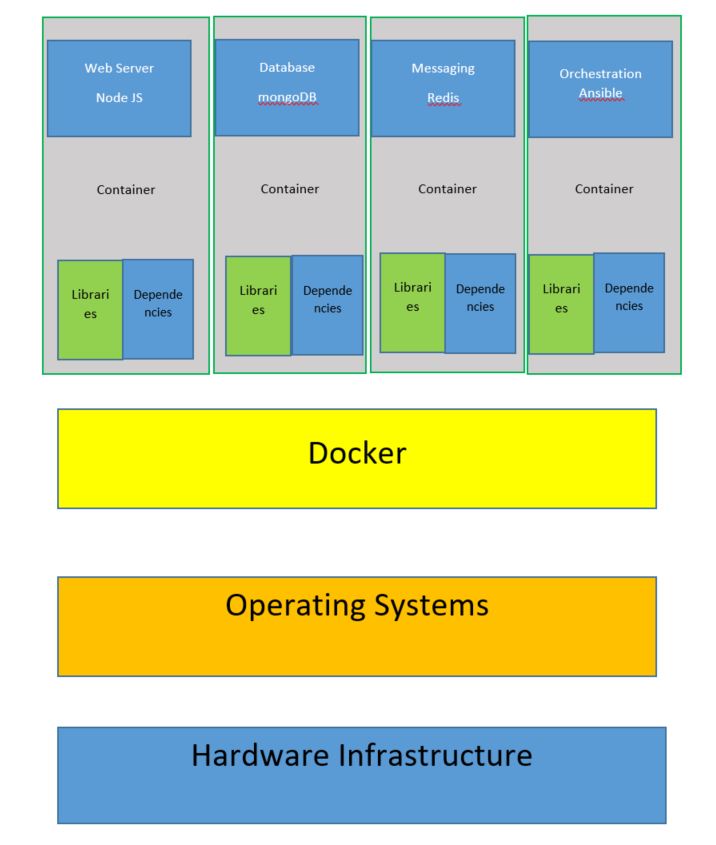 Web Server
Node JS
Database
mongoDB
Messaging
Redis
Orchestration
Ansible
Container
Container
Container
Container
Librari
es
Depende
ncies
Librari
es
Depende
ncies
Librari
es
Depende
ncies
Librari
es
Depende
ncies
Docker
Operating Systems
Hardware Infrastructure